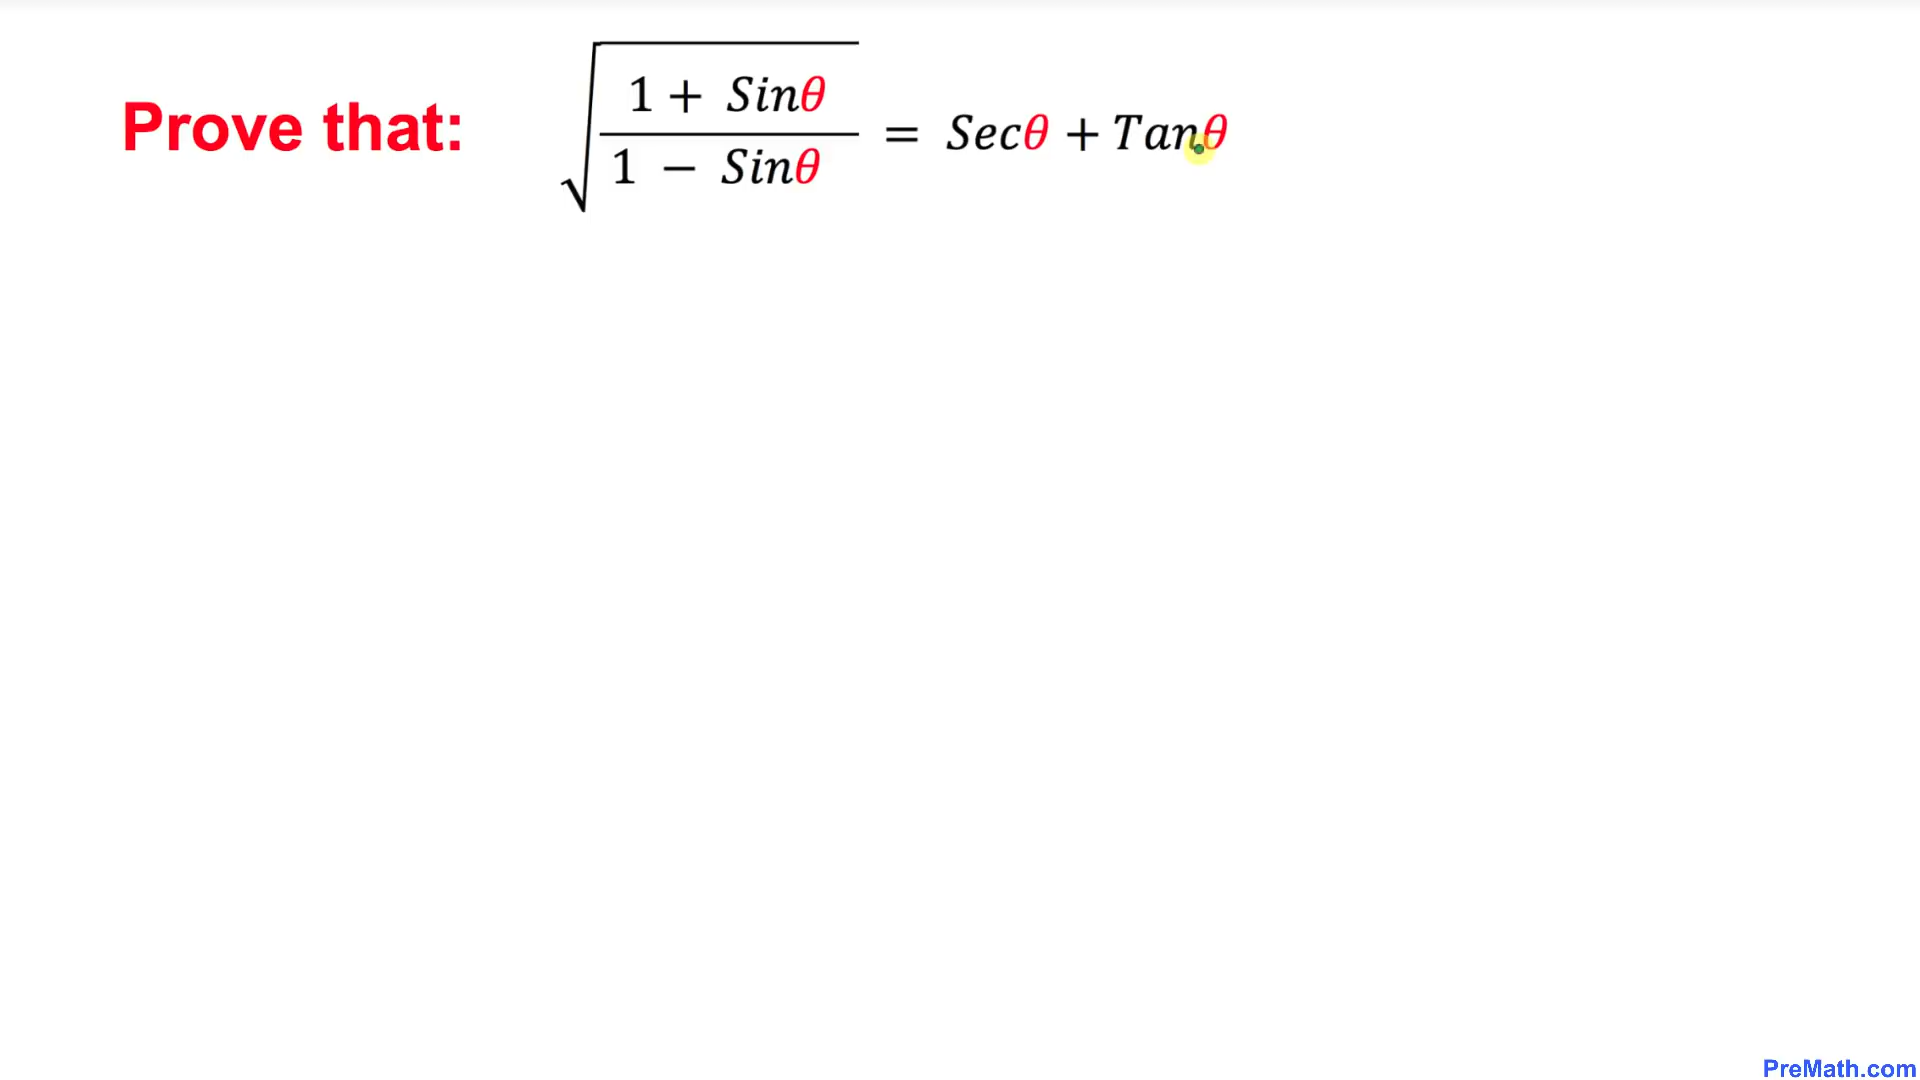 Prove that: √((1 + Sinθ)/(1 − Sinθ)) = Secθ + Tanθ
PreMath.com